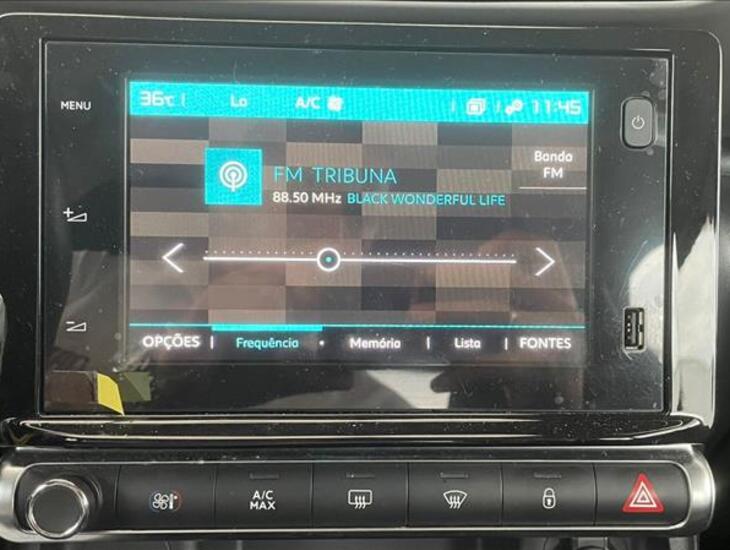 MENU
36°C Lo A/C 11:45
Banda
FM
FM TRIBUNA
88.50 MHz BLACK WONDERFUL LIFE
OPÇÕES | Frequência • Memória | Lista | FONTES
A/C
MAX